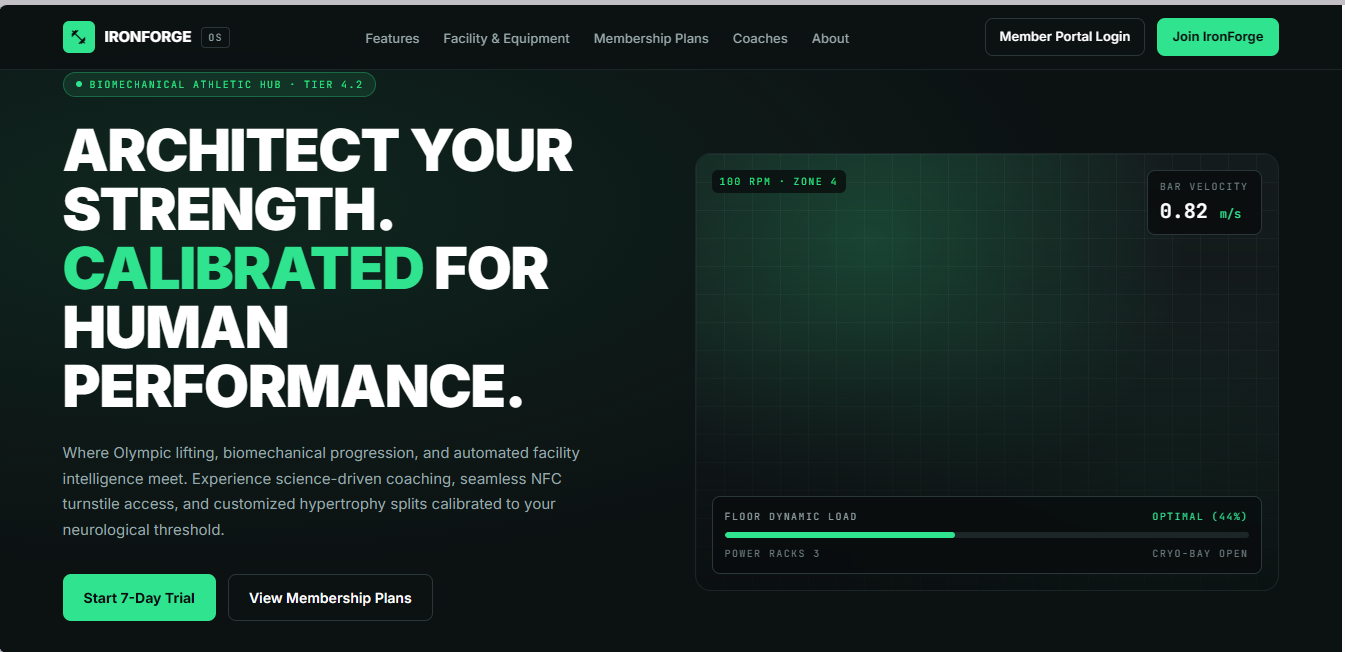 IRONFORGE OS
Features
Facility & Equipment
Membership Plans
Coaches
About
Member Portal Login
Join IronForge
BIOMECHANICAL ATHLETIC HUB · TIER 4.2
ARCHITECT YOUR
STRENGTH.
CALIBRATED FOR
HUMAN
PERFORMANCE.
Where Olympic lifting, biomechanical progression, and automated facility
intelligence meet. Experience science-driven coaching, seamless NFC
turnstile access, and customized hypertrophy splits calibrated to your
neurological threshold.
Start 7-Day Trial
View Membership Plans
100 RPM · ZONE 4
BAR VELOCITY
0.82 m/s
FLOOR DYNAMIC LOAD
OPTIMAL (44%)
POWER RACKS 3
CRYO-BAY OPEN